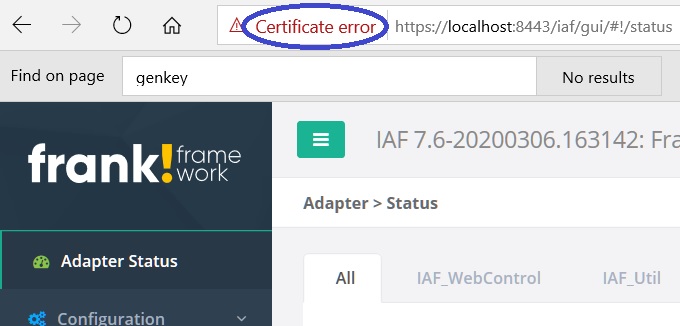 Certificate error https://localhost:8443/iaf/gui/#!/status
Find on page genkey No results
frank!framework
IAF 7.6-20200306.163142: Fra
Adapter > Status
Adapter Status
All IAF_WebControl IAF_Util
Configuration